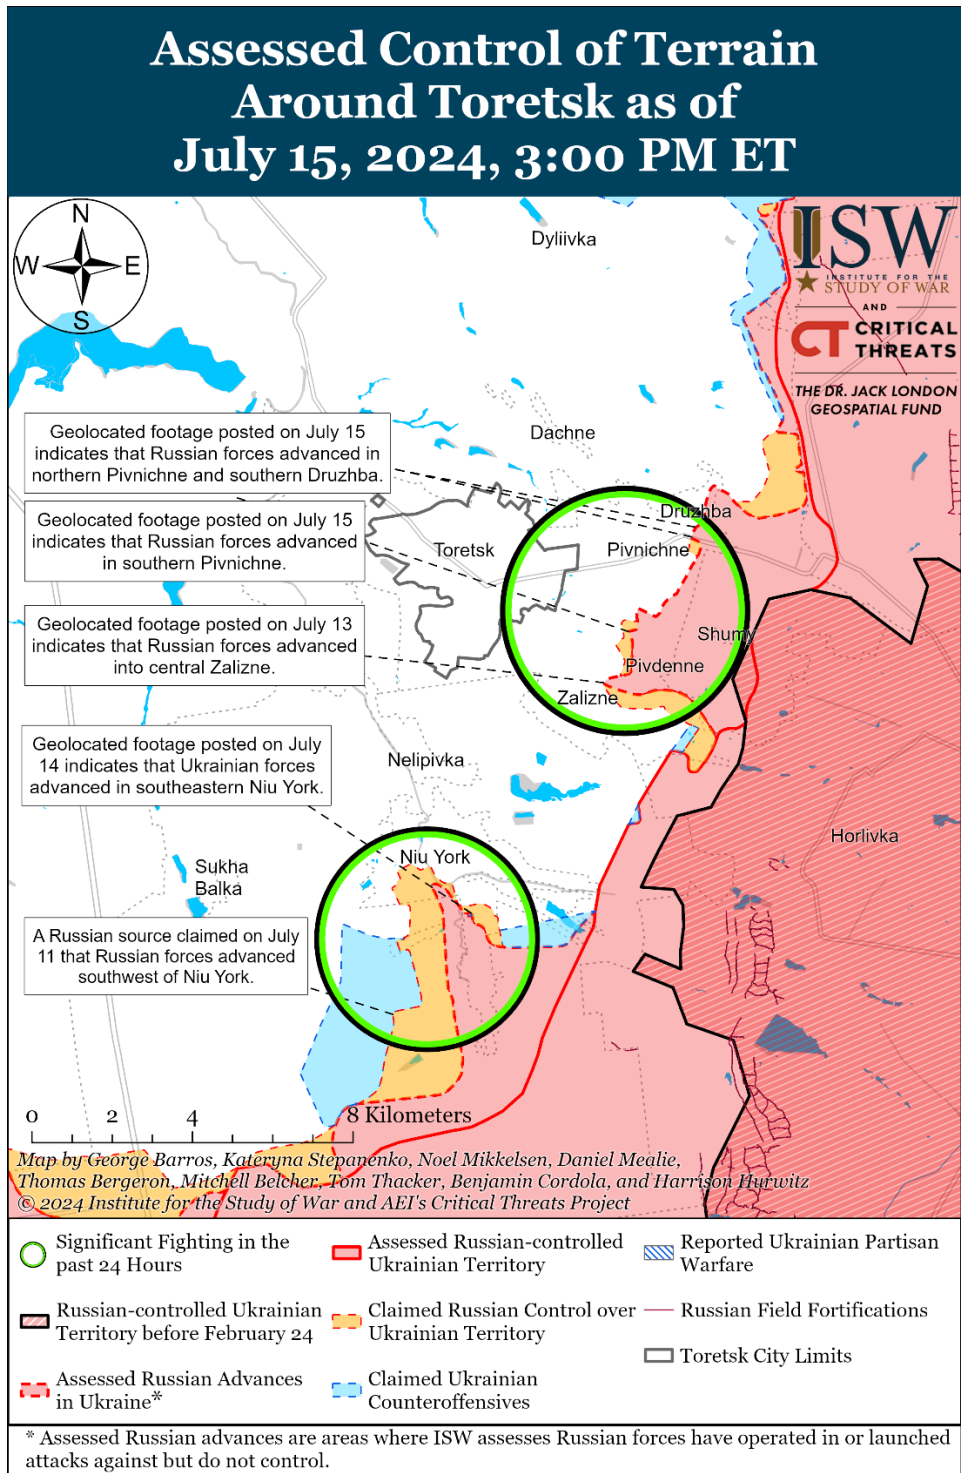 Assessed Control of Terrain
Around Toretsk as of
July 15, 2024, 3:00 PM ET
N
W
E
S
ISW
INSTITUTE FOR THE
STUDY OF WAR
AND
CT CRITICAL
THREATS
THE DR. JACK LONDON
GEOSPATIAL FUND
Dyliivka
Geolocated footage posted on July 15
indicates that Russian forces advanced in
northern Pivnichne and southern Druzhba.
Dachne
Druzhba
Geolocated footage posted on July 15
indicates that Russian forces advanced
in southern Pivnichne.
Toretsk
Pivnichne
Geolocated footage posted on July 13
indicates that Russian forces advanced
into central Zalizne.
Shumy
Pivdenne
Zalizne
Geolocated footage posted on July
14 indicates that Ukrainian forces
advanced in southeastern Niu York.
Nelipivka
Horlivka
Niu York
Sukha
Balka
A Russian source claimed on July
11 that Russian forces advanced
southwest of Niu York.
0 2 4 8 Kilometers
Map by George Barros, Kateryna Stepanenko, Noel Mikkelsen, Daniel Mealie,
Thomas Bergeron, Mitchell Belcher, Tom Thacker, Benjamin Cordola, and Harrison Hurwitz
© 2024 Institute for the Study of War and AEI's Critical Threats Project
Significant Fighting in the
past 24 Hours
Russian-controlled Ukrainian
Territory before February 24
Assessed Russian Advances
in Ukraine*
Assessed Russian-controlled
Ukrainian Territory
Claimed Russian Control over
Ukrainian Territory
Claimed Ukrainian
Counteroffensives
Reported Ukrainian Partisan
Warfare
Russian Field Fortifications
Toretsk City Limits
* Assessed Russian advances are areas where ISW assesses Russian forces have operated in or launched
attacks against but do not control.